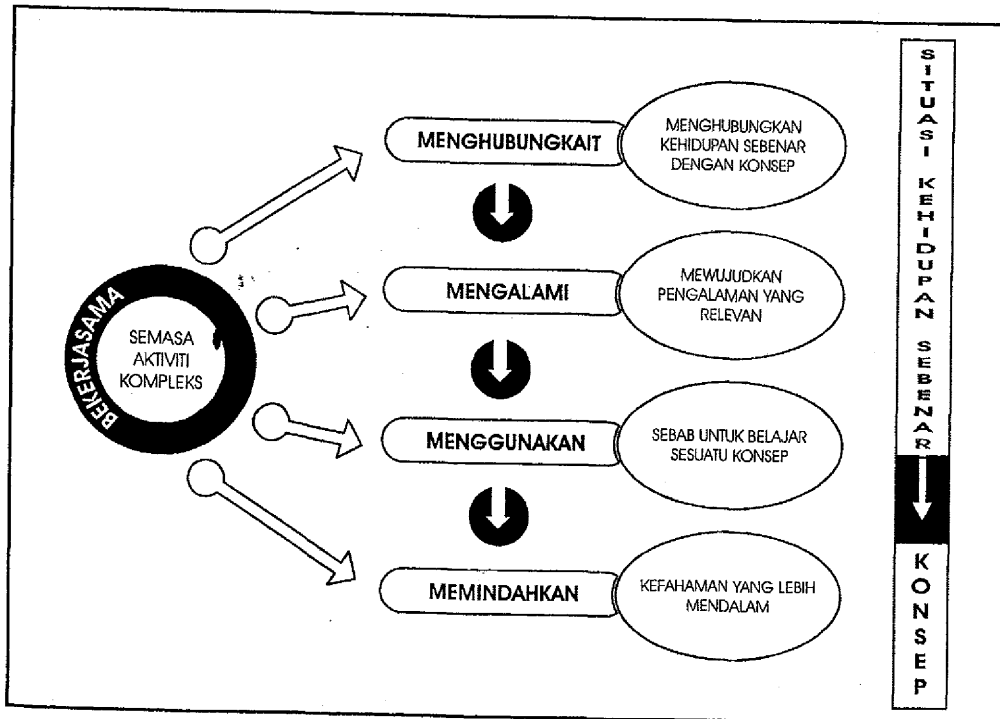 BEKERJASAMA
SEMASA
AKTIVITI
KOMPLEKS
MENGHUBUNGKAIT
MENGHUBUNGKAN
KEHIDUPAN SEBENAR
DENGAN KONSEP
MENGALAMI
MEWUJUDKAN
PENGALAMAN YANG
RELEVAN
MENGGUNAKAN
SEBAB UNTUK BELAJAR
SESUATU KONSEP
MEMINDAHKAN
KEFAHAMAN YANG LEBIH
MENDALAM
SITUASI KEHIDUPAN SEBENAR
KONSEP